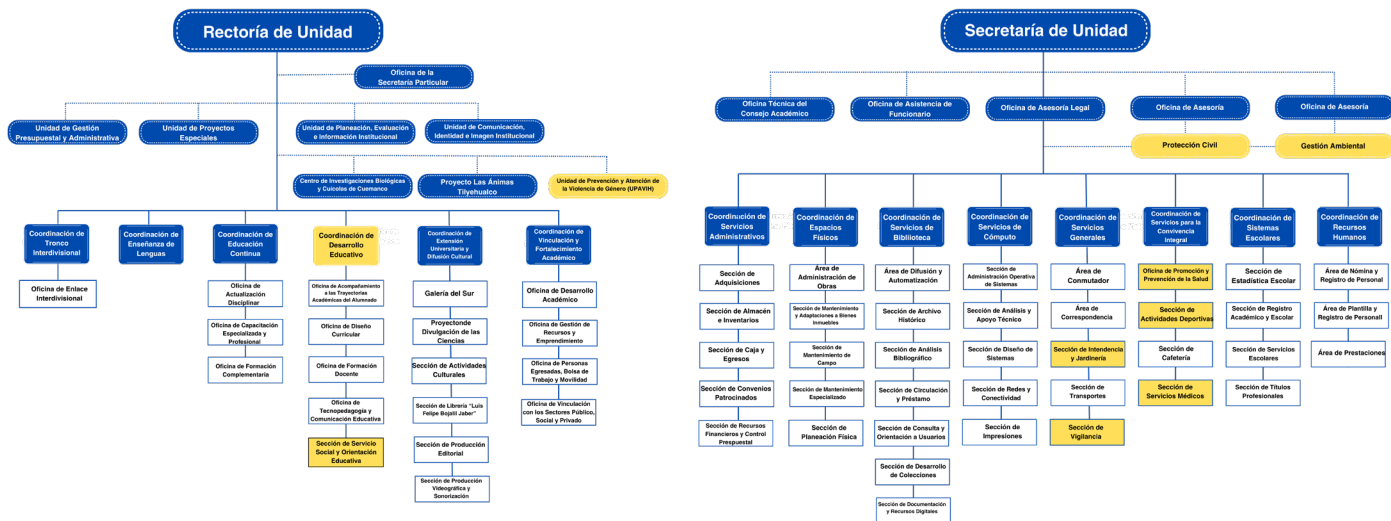 Rectoría de Unidad
Oficina de la
Secretaría Particular
Unidad de Gestión
Presupuestal y Administrativa
Unidad de Proyectos
Especiales
Unidad de Planeación, Evaluación
e Información Institucional
Unidad de Comunicación,
Identidad e Imagen Institucional
Centro de Investigaciones Biológicas
y Cuícolos de Cuemanco
Proyecto Las Ánimas
Tilyehualco
Unidad de Prevención y Atención de
la Violencia de Género (UPAVIH)
Coordinación de
Tronco
Interdivisional
Oficina de Enlace
Interdivisional
Coordinación de
Enseñanza de
Lenguas
Coordinación de
Educación
Continua
Oficina de
Actualización
Disciplinar
Oficina de Capacitación
Especializada y
Profesional
Oficina de Formación
Complementaria
Coordinación de
Desarrollo
Educativo
Oficina de Acompañamiento
a las Trayectorias
Académicas del Alumnado
Oficina de Diseño
Curricular
Oficina de Formación
Docente
Oficina de
Tecnopedagogía y
Comunicación Educativa
Sección de Servicio
Social y Orientación
Educativa
Coordinación de
Extensión
Universitaria y
Difusión Cultural
Galería del Sur
Proyectonde
Divulgación de las
Ciencias
Sección de Actividades
Culturales
Sección de Librería "Luis
Felipe Bojalil Jaber"
Sección de Producción
Editorial
Sección de Producción
Videográfica y
Sonorización
Coordinación de
Vinculación y
Fortalecimiento
Académico
Oficina de Desarrollo
Académico
Oficina de Gestión de
Recursos y
Emprendimiento
Oficina de Personas
Egresadas, Bolsa de
Trabajo y Movilidad
Oficina de Vinculación
con los Sectores Público,
Social y Privado
Secretaría de Unidad
Oficina Técnica del
Consejo Académico
Oficina de Asistencia de
Funcionario
Oficina de Asesoría Legal
Oficina de Asesoría
Oficina de Asesoría
Protección Civil
Gestión Ambiental
Coordinación de
Servicios
Administrativos
Sección de
Adquisiciones
Sección de Almacén
e Inventarios
Sección de Caja y
Egresos
Sección de Convenios
Patrocinados
Sección de Recursos
Financieros y Control
Prespuestal
Coordinación de
Espacios
Físicos
Área de
Administración de
Obras
Sección de Mantenimiento
y Adaptaciones a Bienes
Inmuebles
Sección de
Mantenimiento de
Campo
Sección de Mantenimiento
Especializado
Sección de
Planeación Física
Coordinación de
Servicios de
Biblioteca
Área de Difusión y
Automatización
Sección de Archivo
Histórico
Sección de Análisis
Bibliográfico
Sección de Circulación
y Préstamo
Sección de Consulta y
Orientación a Usuarios
Sección de Desarrollo
de Colecciones
Sección de Documentación
y Recursos Digitales
Coordinación de
Servicios de
Cómputo
Sección de
Administración Operativa
de Sistemas
Sección de Análisis y
Apoyo Técnico
Sección de Diseño de
Sistemas
Sección de Redes y
Conectividad
Sección de
Impresiones
Coordinación de
Servicios
Generales
Área de
Conmutador
Área de
Correspondencia
Sección de Intendencia
y Jardinería
Sección de
Transportes
Sección de
Vigilancia
Coordinación de
Servicios para la
Convivencia
Integral
Oficina de Promoción y
Prevención de la Salud
Sección de
Actividades Deportivas
Sección de
Cafetería
Sección de
Servicios Médicos
Coordinación de
Sistemas
Escolares
Sección de
Estadística Escolar
Sección de Registro
Académico y Escolar
Sección de Servicios
Escolares
Sección de Títulos
Profesionales
Coordinación de
Recursos
Humanos
Área de Nómina y
Registro de Personal
Área de Plantilla y
Registro de Personall
Área de Prestaciones